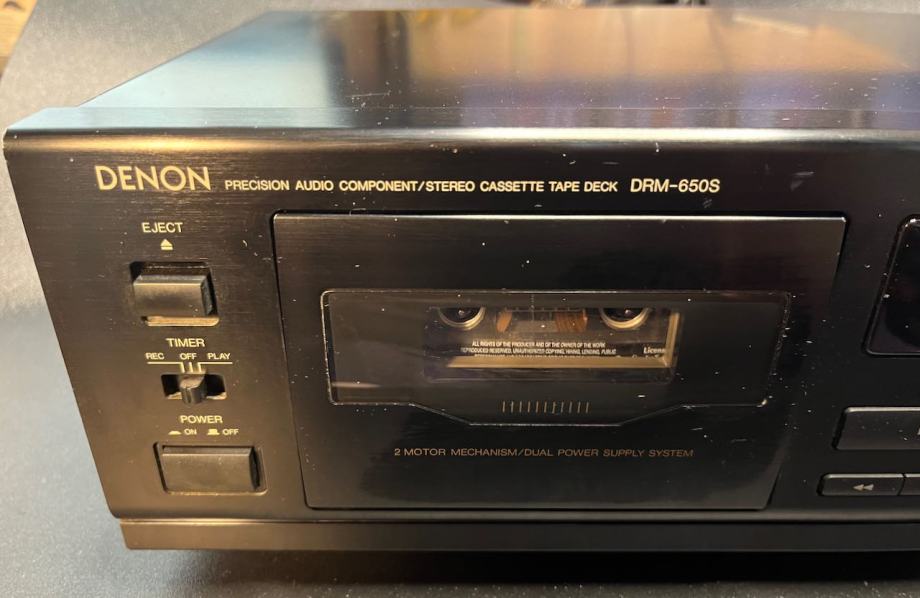 DENON PRECISION AUDIO COMPONENT/STEREO CASSETTE TAPE DECK DRM-650S
EJECT
TIMER
REC OFF PLAY
POWER
ON OFF
ALL RIGHTS OF THE PRODUCER AND OF THE OWNER OF THE WORK
REPRODUCED RESERVED, UNAUTHORIZED COPYING, HIRING, LENDING, PUBLIC
2 MOTOR MECHANISM/DUAL POWER SUPPLY SYSTEM